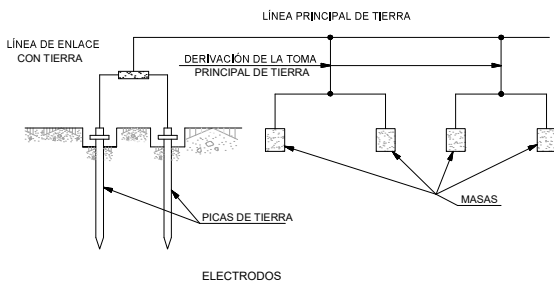 LÍNEA PRINCIPAL DE TIERRA
LÍNEA DE ENLACE
CON TIERRA
DERIVACIÓN DE LA TOMA
PRINCIPAL DE TIERRA
MASAS
PICAS DE TIERRA
ELECTRODOS